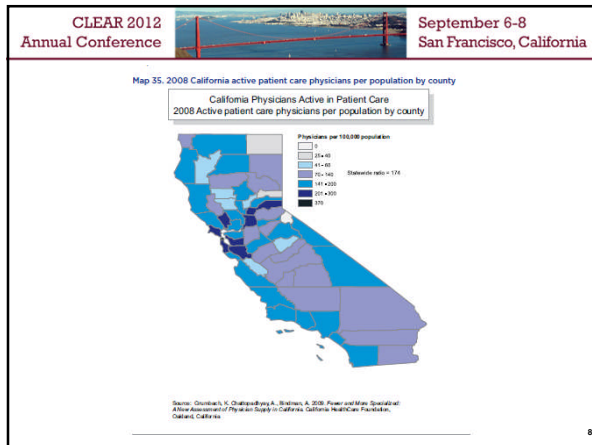 CLEAR 2012
Annual Conference
September 6-8
San Francisco, California
Map 35. 2008 California active patient care physicians per population by county
California Physicians Active in Patient Care
2008 Active patient care physicians per population by county
Physicians per 100,000 population
0
25 - 40
41 - 60
70 - 140
141 - 200
201 - 300
370
Statewide ratio = 174
Source: Grumbach, K. Chattopadhyay, A., Bindman, A. 2009. Fewer and More Specialized:
A New Assessment of Physician Supply in California. California HealthCare Foundation,
Oakland, California
8